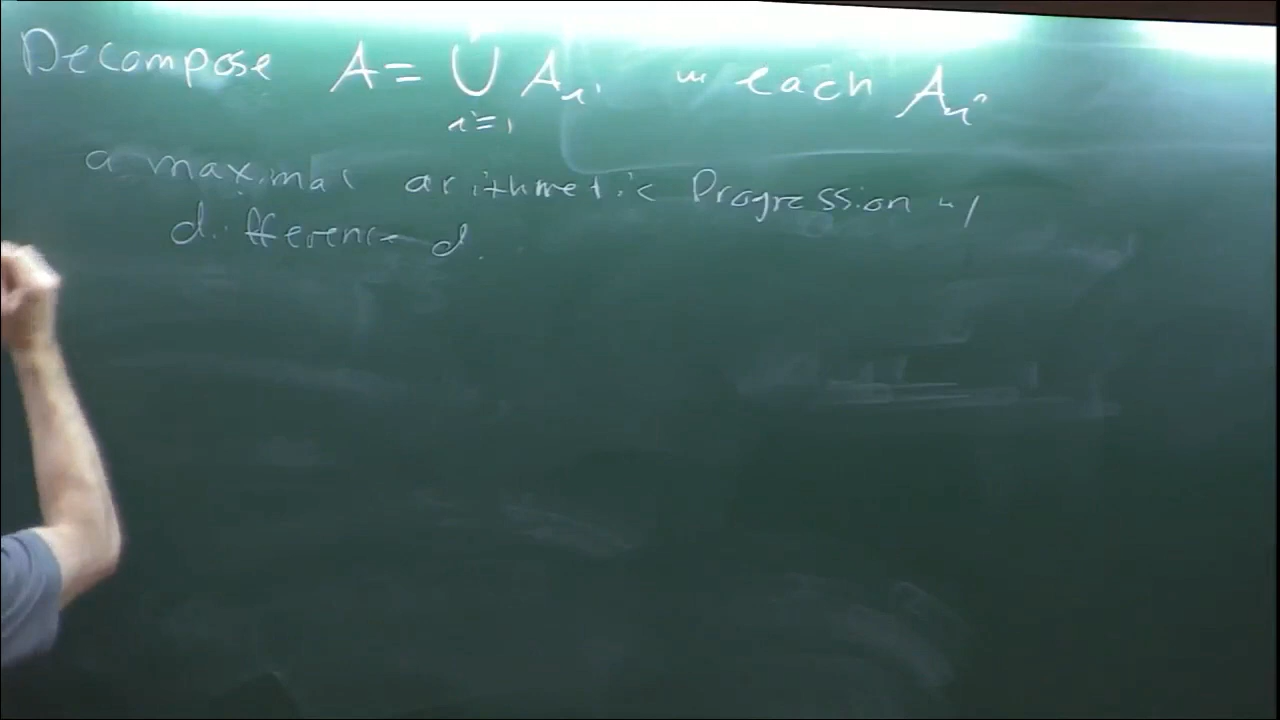 Decompose A = ⋃̇ A_i w/ each A_i
i=1
a maximal arithmetic Progression w/
difference d.